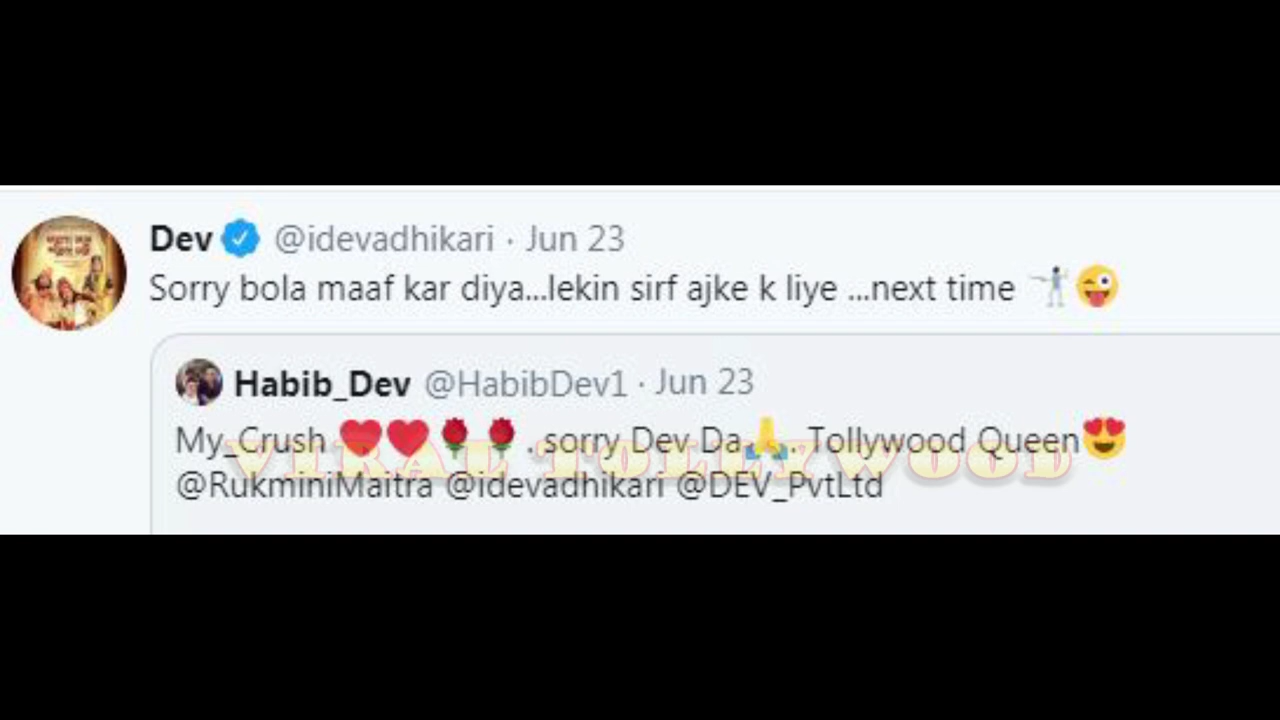 Dev @idevadhikari · Jun 23
Sorry bola maaf kar diya...lekin sirf ajke k liye ...next time 🤺😜
Habib_Dev @HabibDev1 · Jun 23
My_Crush ❤️❤️🌹🌹 . sorry Dev Da🙏. Tollywood Queen😍
VIRAL TOLLYWOOD
@RukminiMaitra @idevadhikari @DEV_PvtLtd